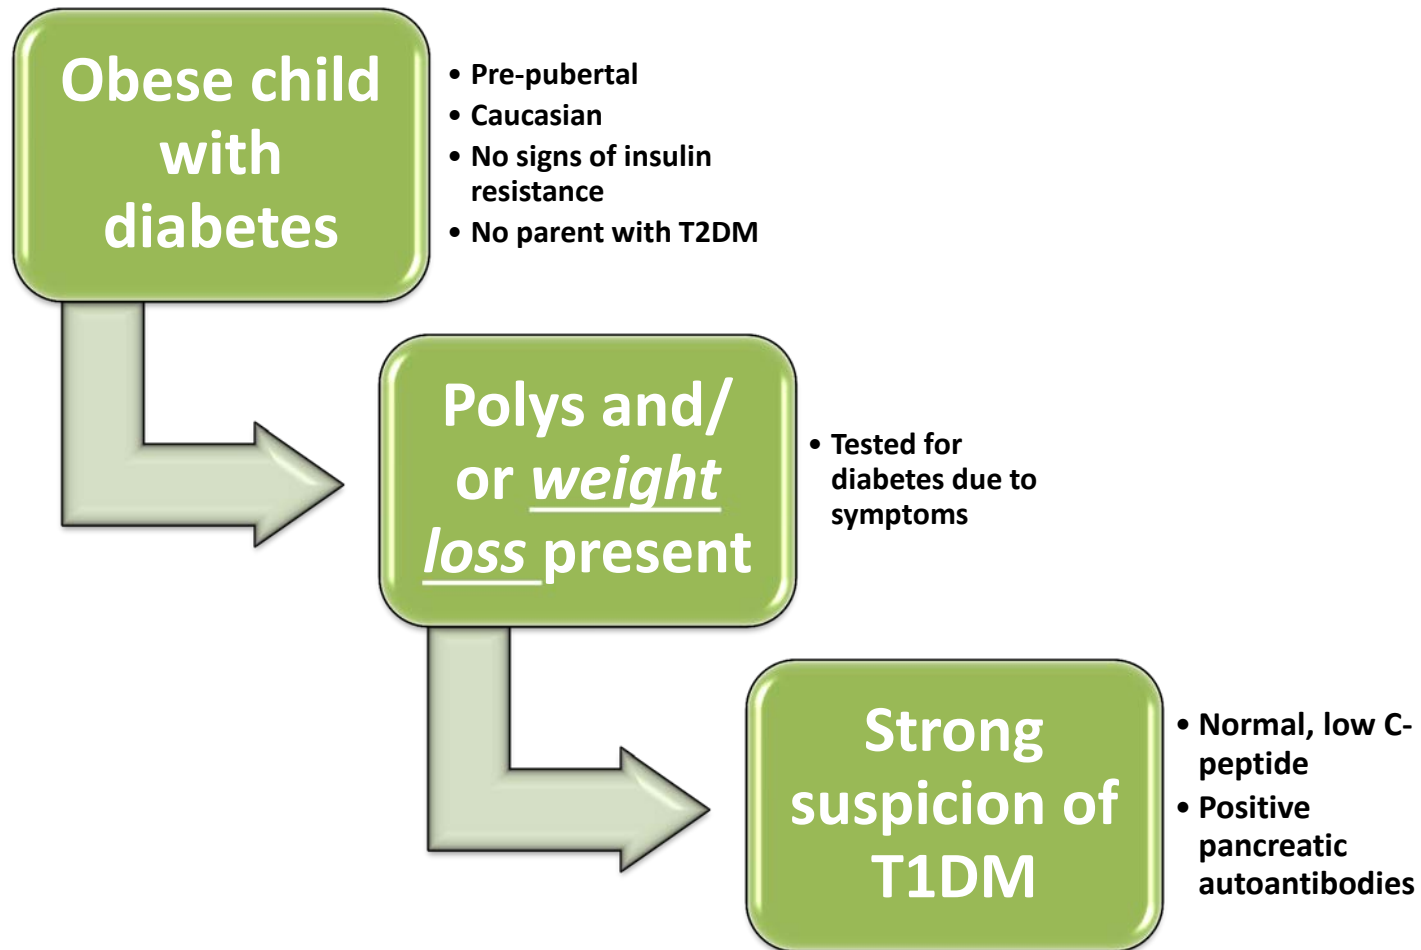 Obese child
with
diabetes
• Pre-pubertal
• Caucasian
• No signs of insulin
resistance
• No parent with T2DM
Polys and/
or weight
loss present
• Tested for
diabetes due to
symptoms
Strong
suspicion of
T1DM
• Normal, low C-
peptide
• Positive
pancreatic
autoantibodies